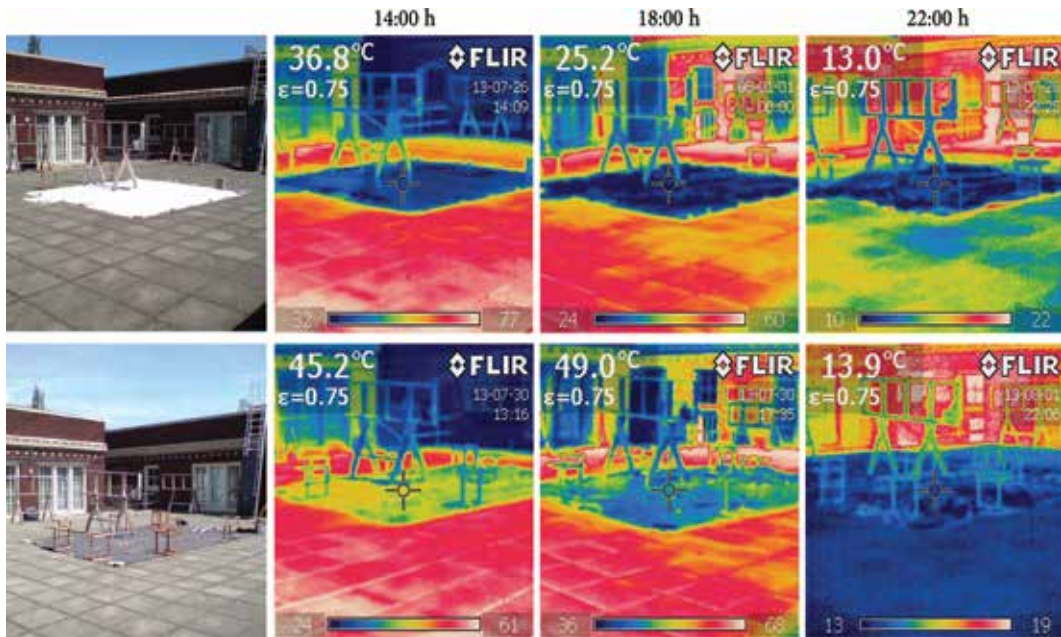 14:00 h 18:00 h 22:00 h
36.8°C FLIR
ε=0.75
13-07-26
14:09
32 77
25.2°C FLIR
ε=0.75
00:00
24 60
13.0°C FLIR
ε=0.75
10 22
45.2°C FLIR
ε=0.75
13-07-30
13:16
24 61
49.0°C FLIR
ε=0.75
36 68
13.9°C FLIR
ε=0.75
13 19